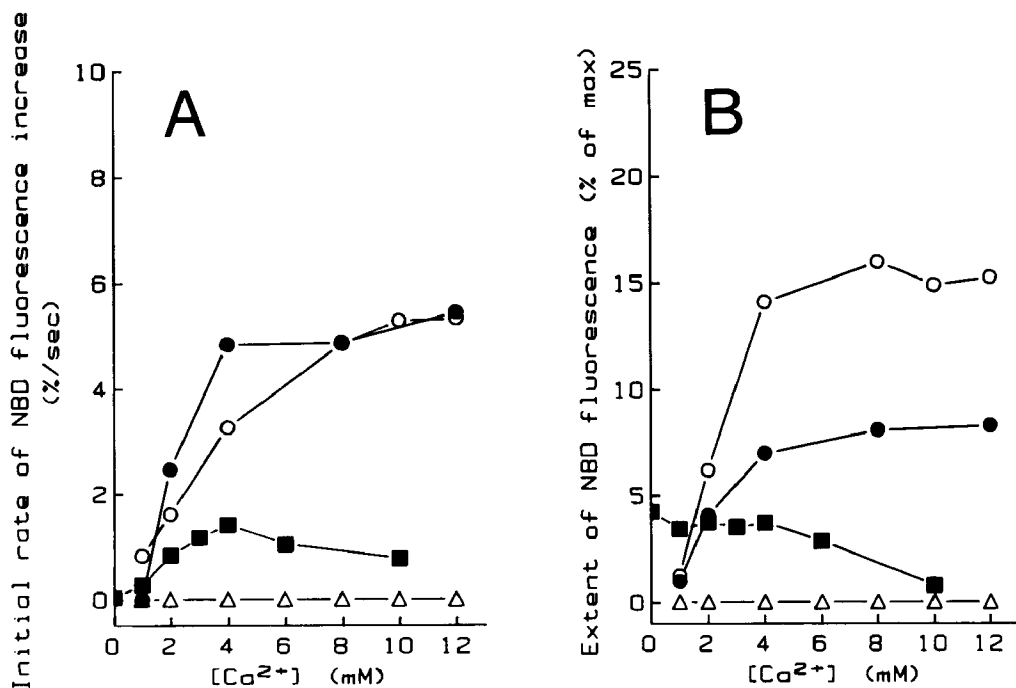 Initial rate of NBD fluorescence increase
(%/sec)
A
10
8
6
4
2
0
0 2 4 6 8 10 12
[Ca²⁺] (mM)
Extent of NBD fluorescence (% of max)
B
25
20
15
10
5
0
0 2 4 6 8 10 12
[Ca²⁺] (mM)